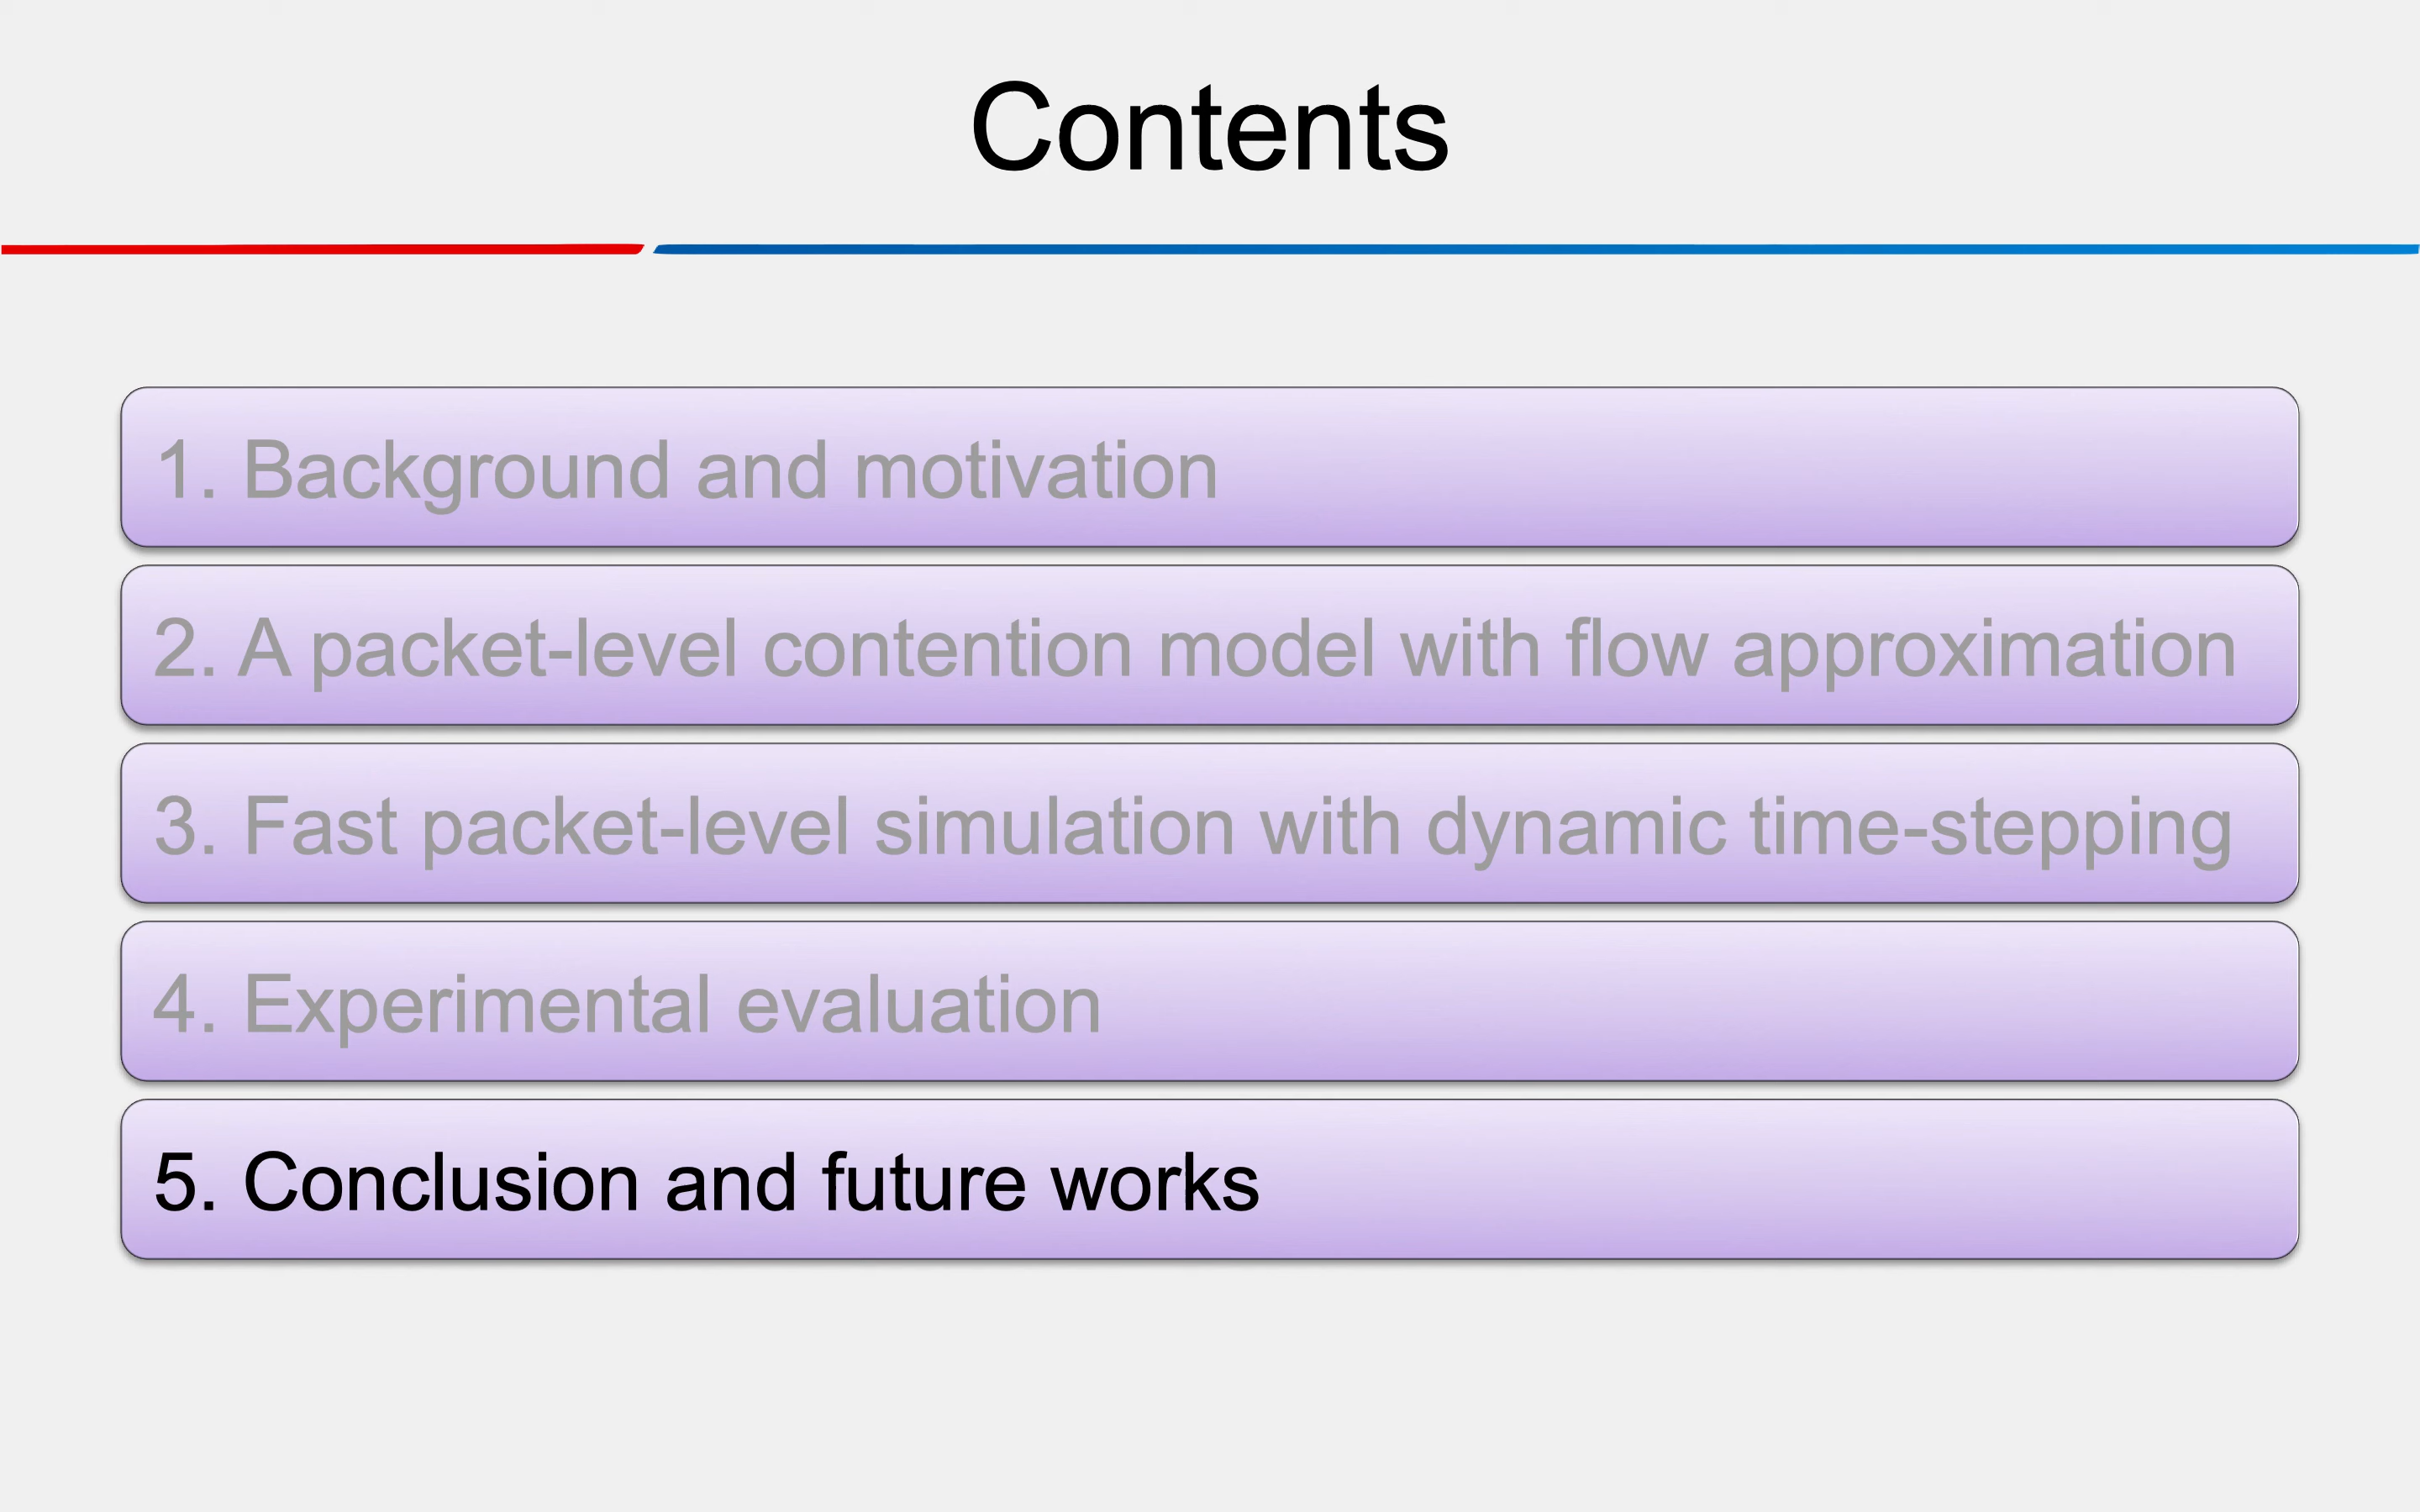 Contents
1. Background and motivation
2. A packet-level contention model with flow approximation
3. Fast packet-level simulation with dynamic time-stepping
4. Experimental evaluation
5. Conclusion and future works